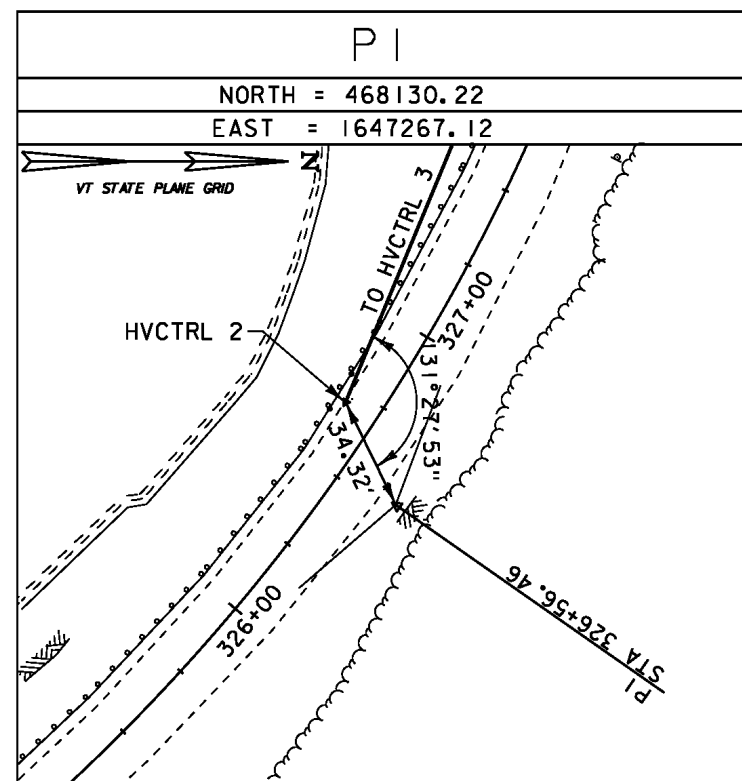 PI
NORTH = 468130.22
EAST = 1647267.12
N
VT STATE PLANE GRID
TO HVCTRL 3
HVCTRL 2
327+00
131°27'53"
34.32'
326+00
PI
STA 326+56.46